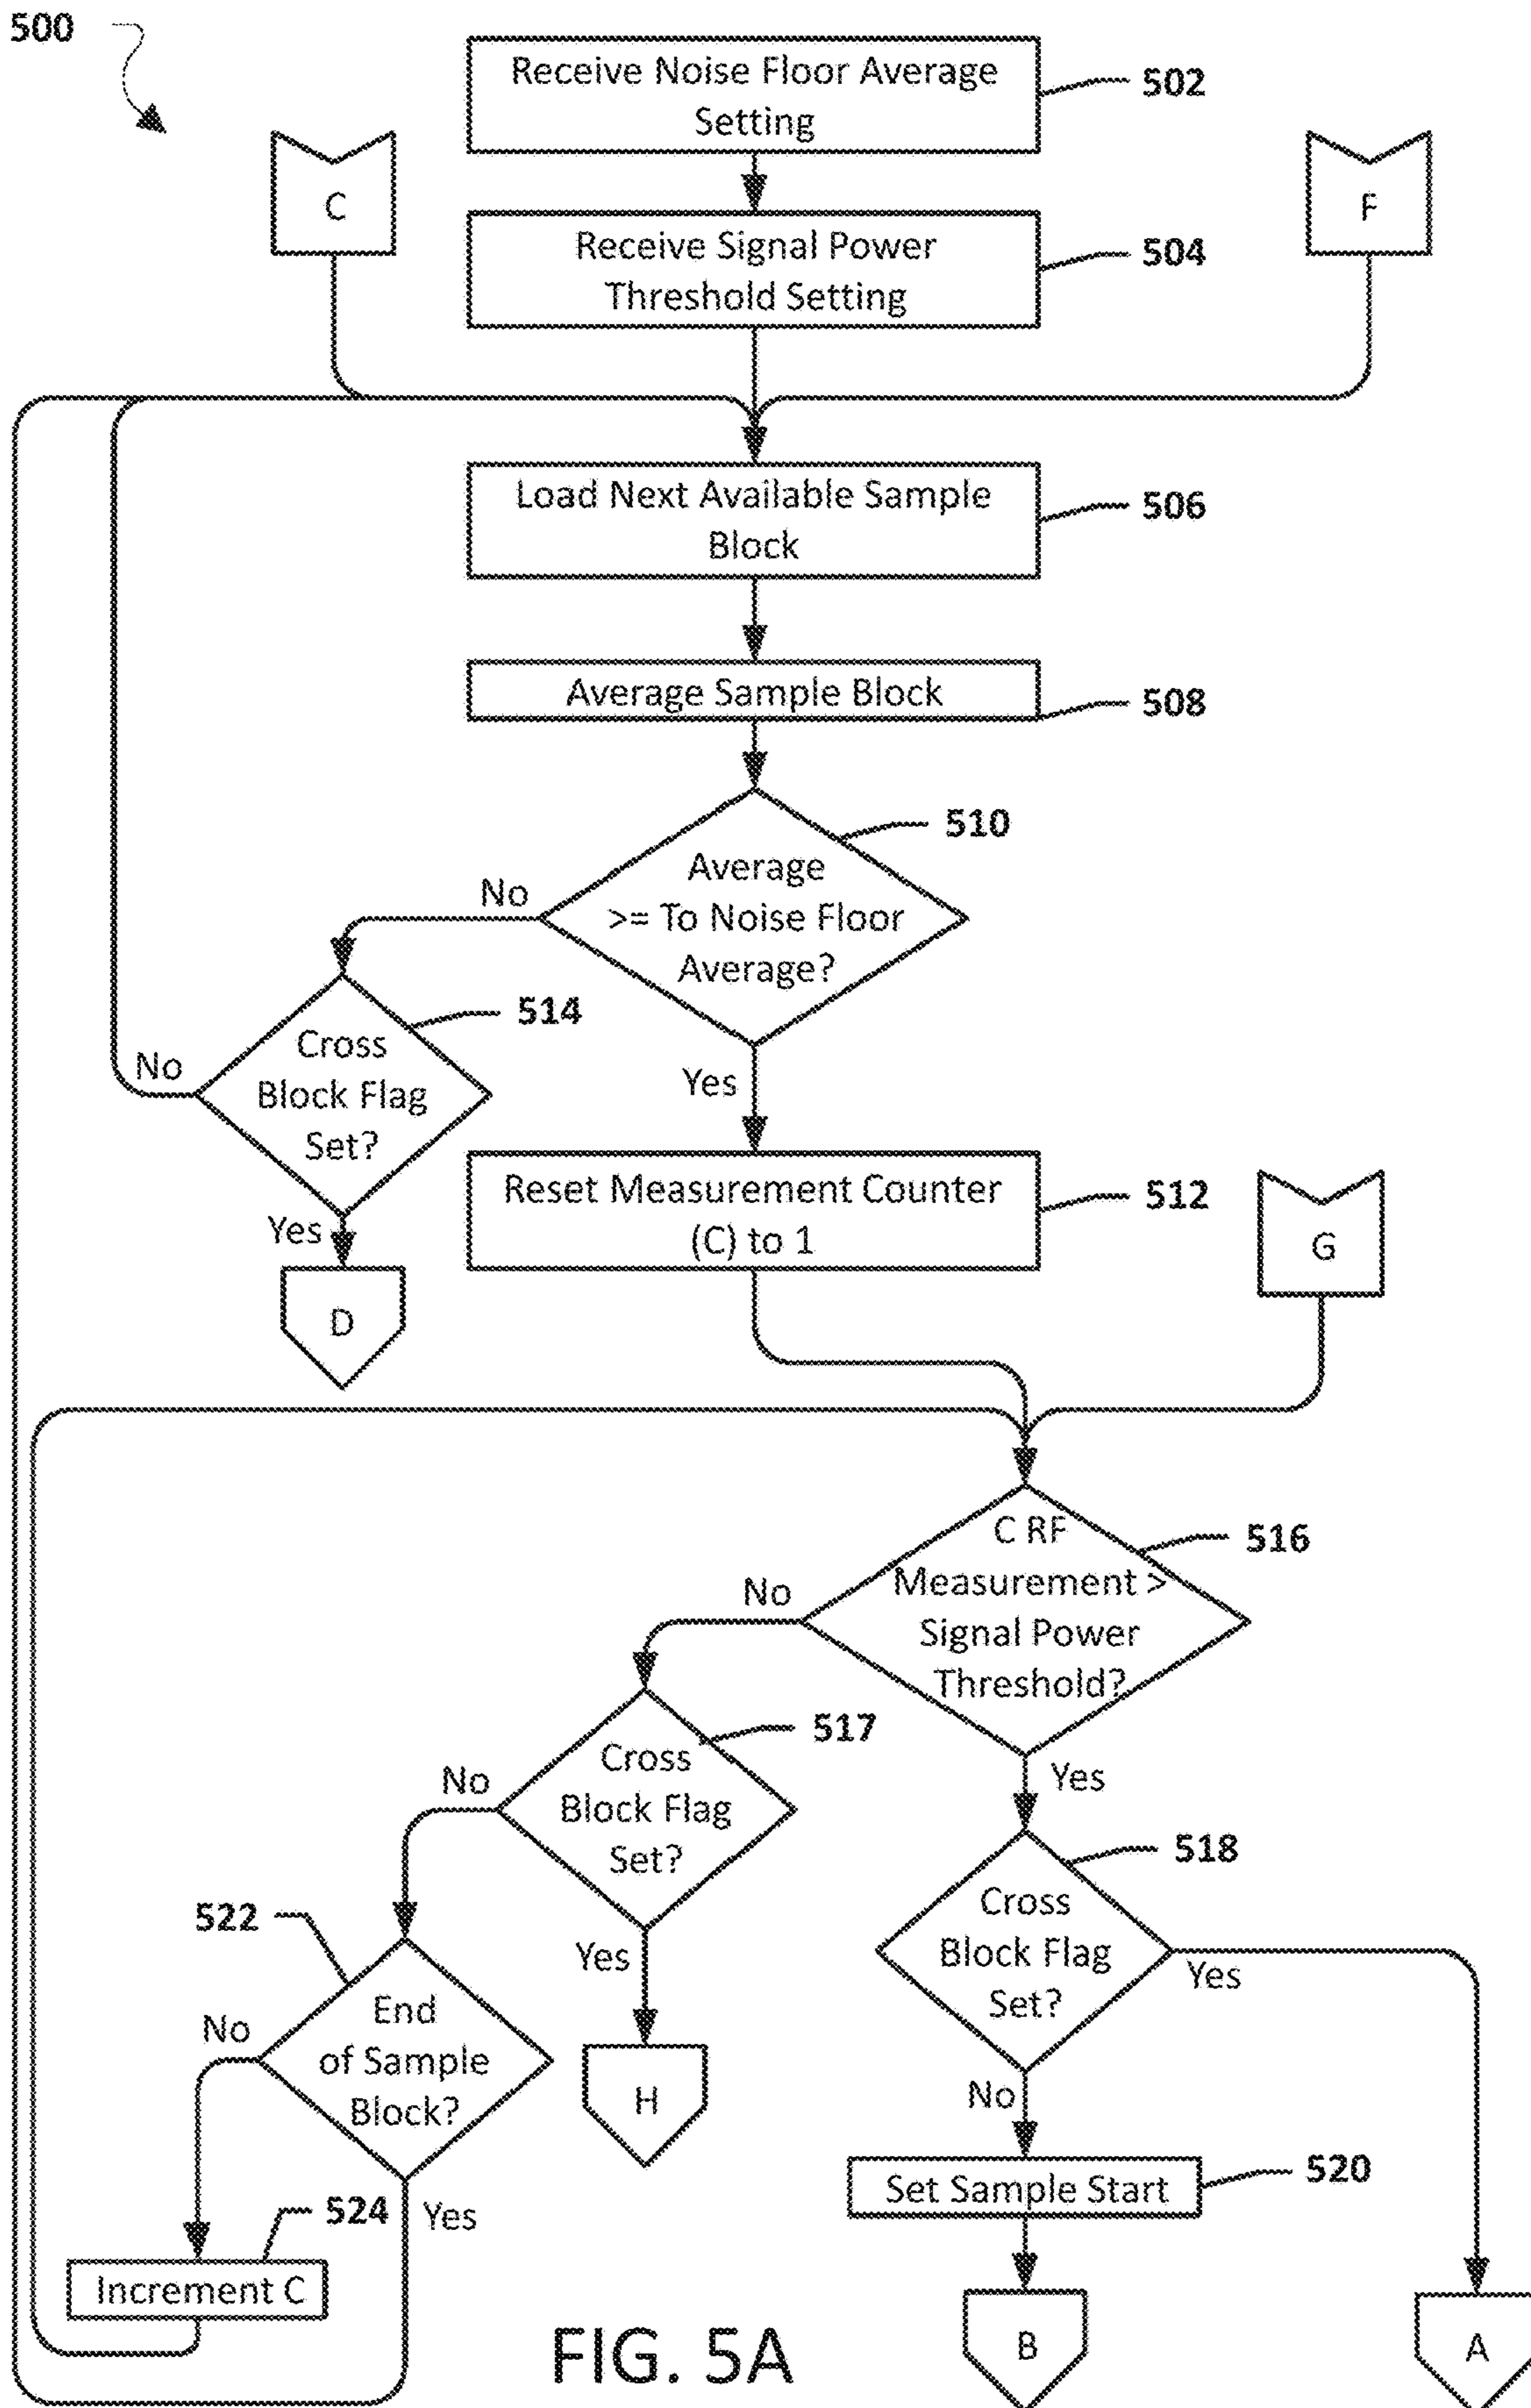 500
Receive Noise Floor Average
Setting
502
C
F
Receive Signal Power
Threshold Setting
504
Load Next Available Sample
Block
506
Average Sample Block
508
510
Average
>= To Noise Floor
Average?
No
514
Cross
Block Flag
Set?
No
Yes
Yes
Reset Measurement Counter
(C) to 1
512
G
D
C RF
Measurement >
Signal Power
Threshold?
516
No
517
Cross
Block Flag
Set?
No
Yes
518
Cross
Block Flag
Set?
Yes
522
Yes
End
of Sample
Block?
No
H
No
Set Sample Start
520
524
Yes
Increment C
B
A
FIG. 5A